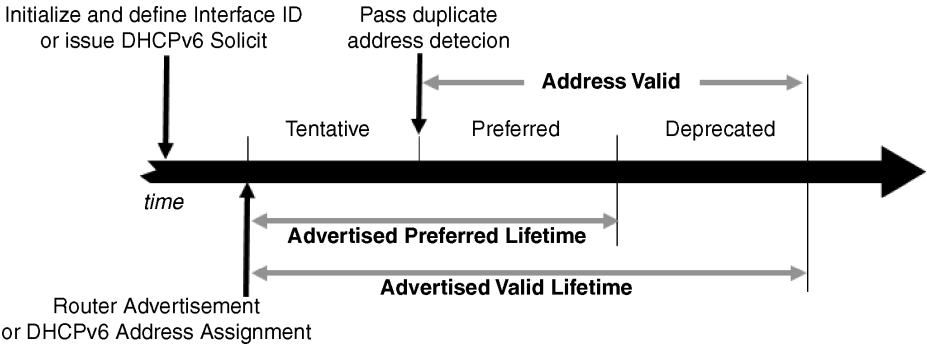 Initialize and define Interface ID
or issue DHCPv6 Solicit
Pass duplicate
address detecion
Address Valid
Tentative
Preferred
Deprecated
time
Advertised Preferred Lifetime
Advertised Valid Lifetime
Router Advertisement
or DHCPv6 Address Assignment